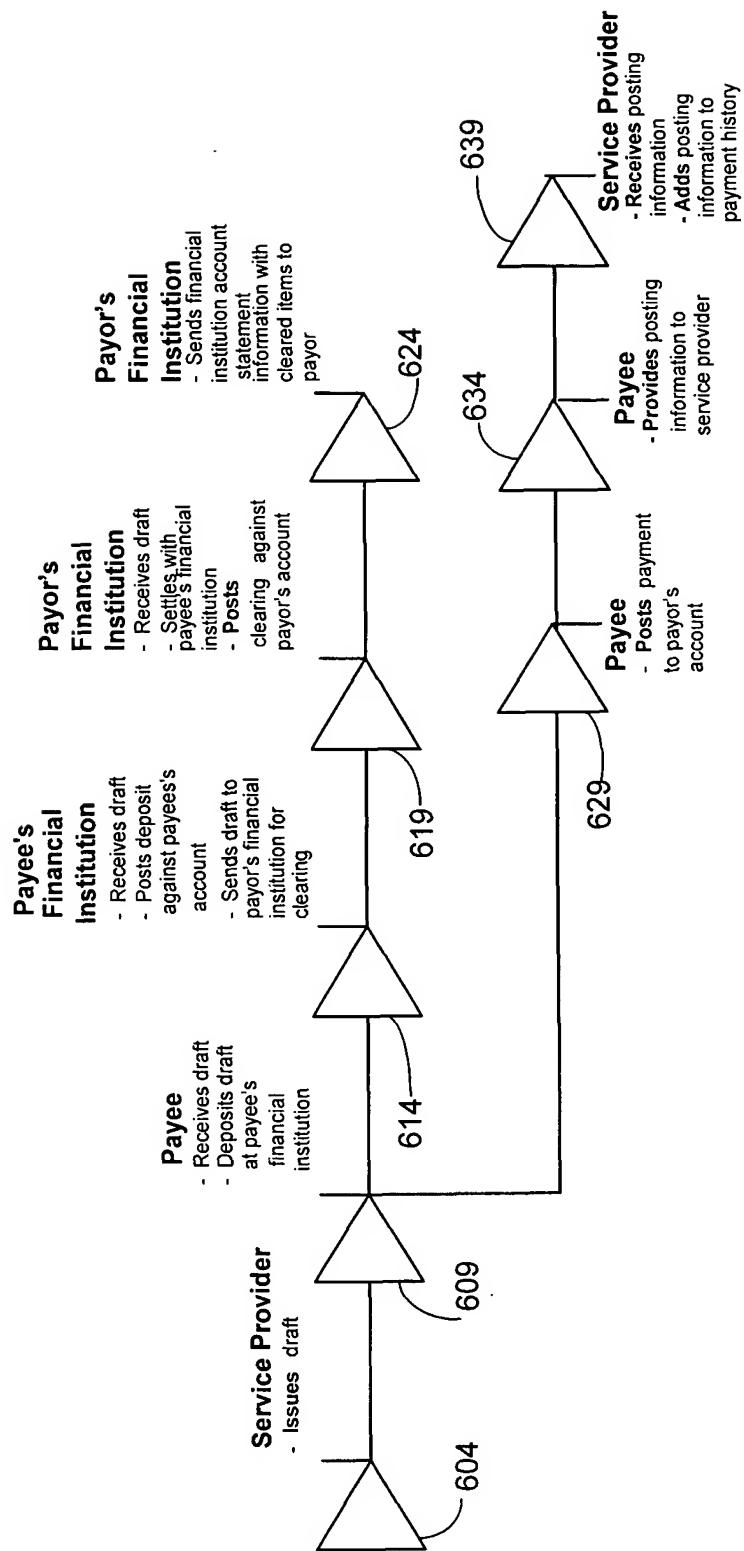 Service Provider
- Issues draft
604
Payee
- Receives draft
- Deposits draft
at payee's
financial
institution
609
Payee's
Financial
Institution
- Receives draft
- Posts deposit
against payees's
account
- Sends draft to
payor's financial
institution for
clearing
614
Payor's
Financial
Institution
- Receives draft
- Settles with
payee's financial
institution
- Posts
clearing against
payor's account
619
Payor's
Financial
Institution
- Sends financial
institution account
statement
information with
cleared items to
payor
624
Payee
- Posts payment
to payor's
account
629
Payee
- Provides posting
information to
service provider
634
Service Provider
- Receives posting
information
- Adds posting
information to
payment history
639